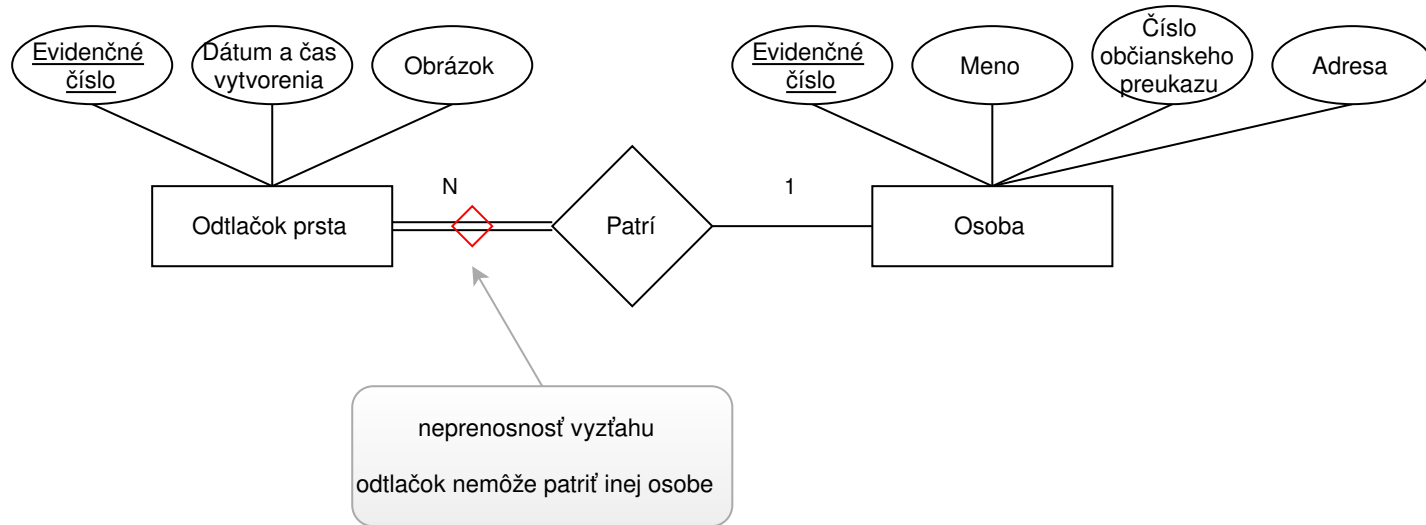 Evidenčné
číslo
Dátum a čas
vytvorenia
Obrázok
Evidenčné
číslo
Meno
Číslo
občianskeho
preukazu
Adresa
Odtlačok prsta
N
Patrí
1
Osoba
neprenosnosť vyzťahu
odtlačok nemôže patriť inej osobe